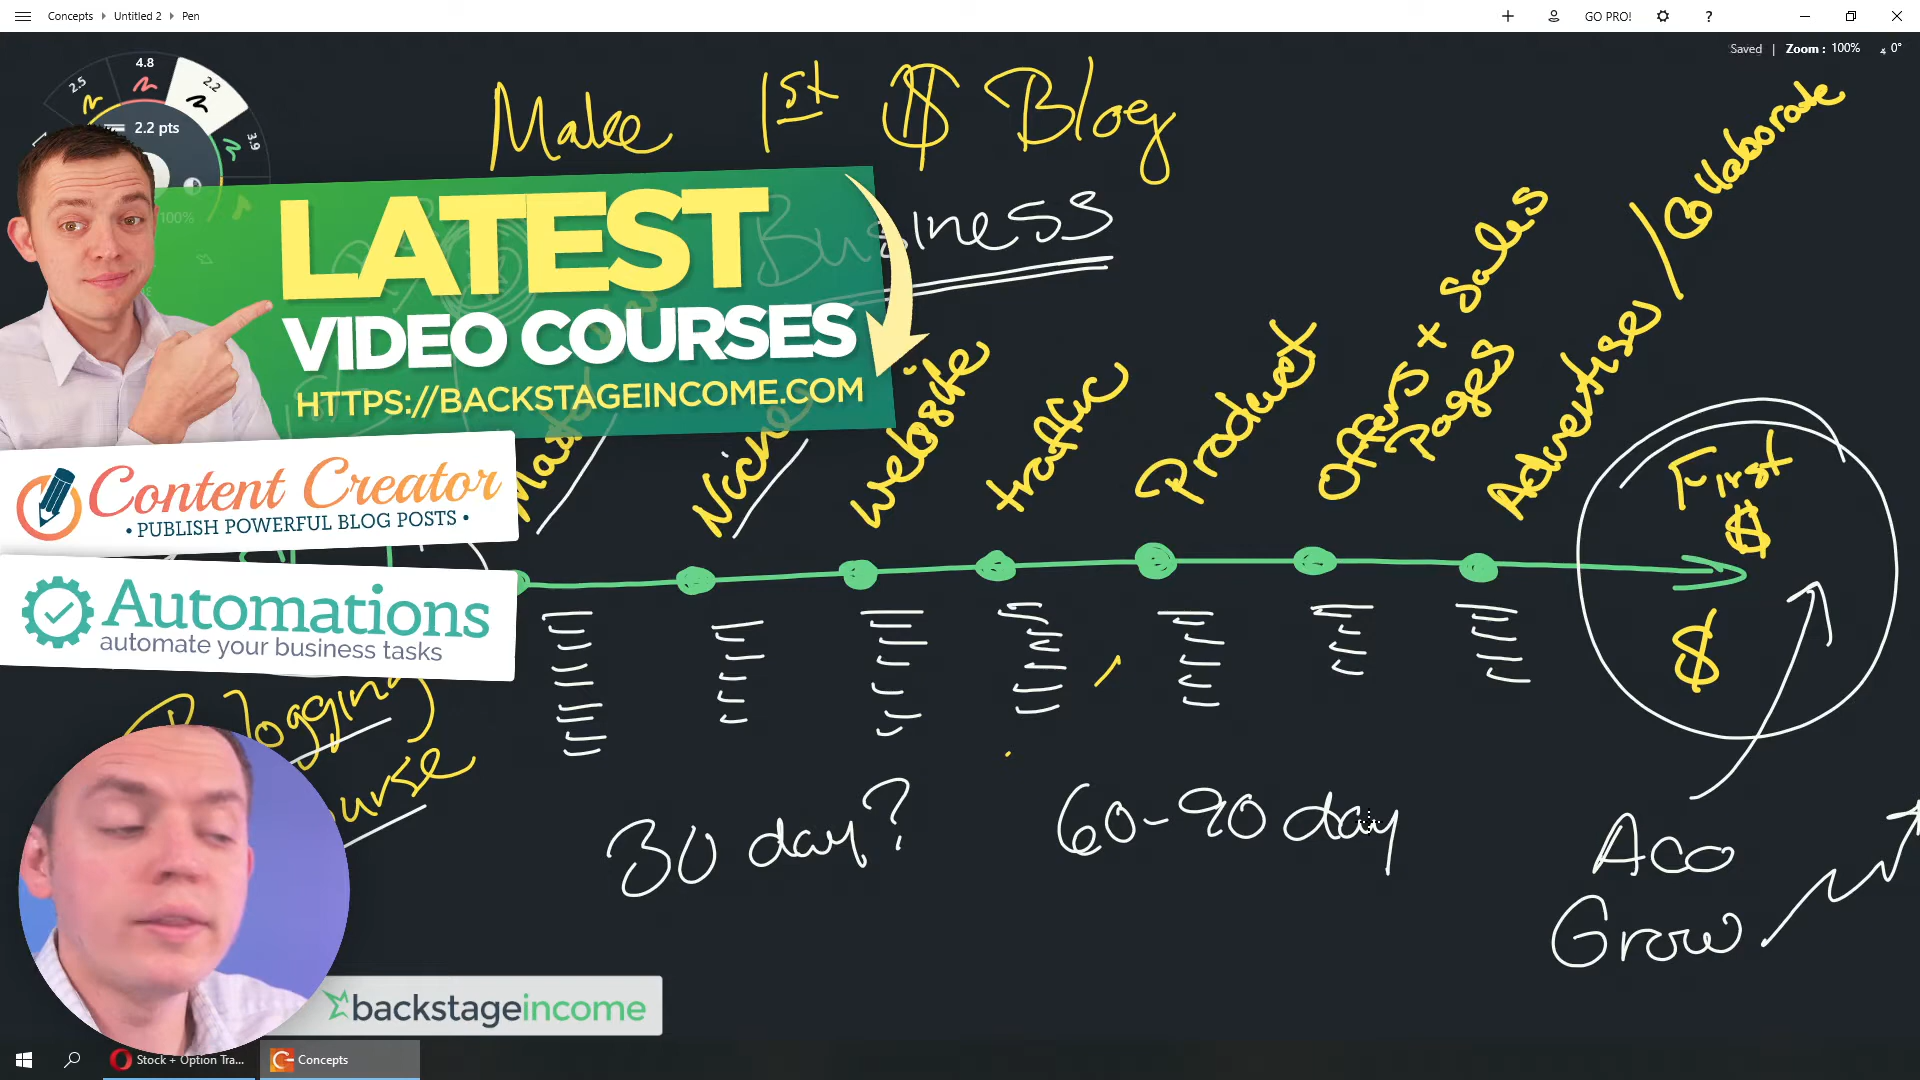 Concepts > Untitled 2 > Pen
GO PRO!
?
Saved | Zoom : 100% 0°
2.5
4.8
2.2
3.9
2.2 pts
100%
Make 1st $ Blog
Business
LATEST
VIDEO COURSES
HTTPS://BACKSTAGEINCOME.COM
Content Creator
• PUBLISH POWERFUL BLOG POSTS •
Automations
automate your business tasks
Niche
website
traffic
Product
Offers + Sales
Pages
Advertise / Collaborate
First
$
$
Blogging
30 day?
60-90 day
Aco
Grow
backstageincome
Stock + Option Tra...
Concepts